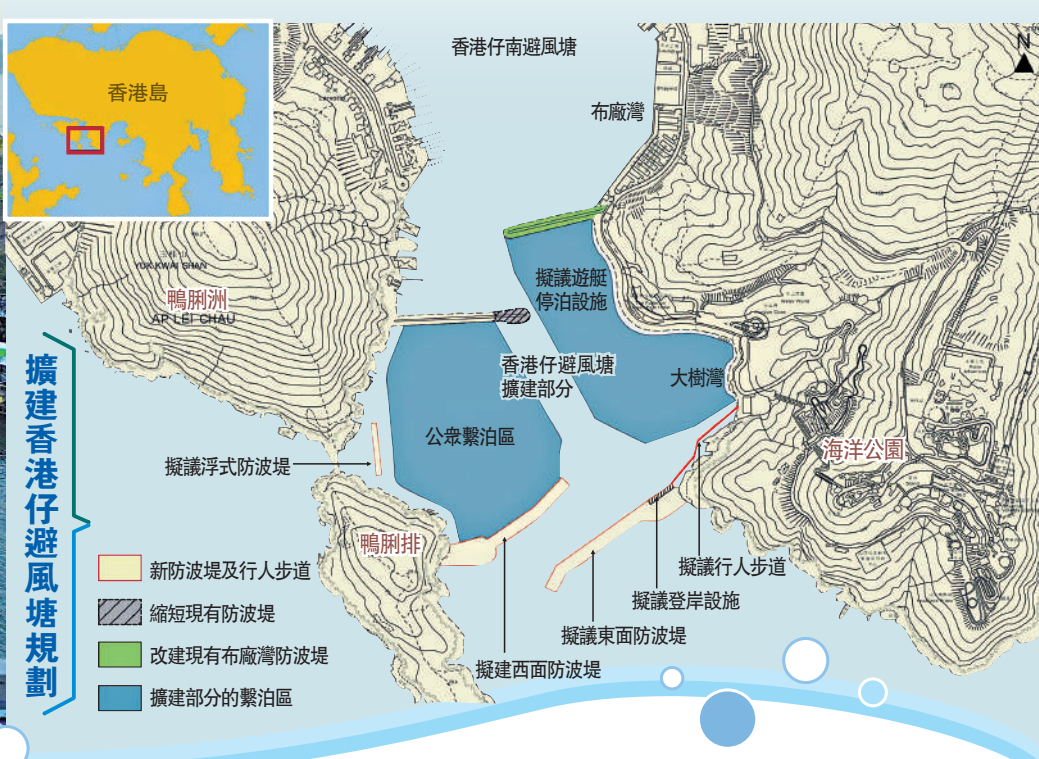 香港島
香港仔南避風塘
N
布廠灣
擬議遊艇
停泊設施
YUK KWAI SHAN
鴨脷洲
AP LEI CHAU
香港仔避風塘
擴建部分
大樹灣
公眾繫泊區
海洋公園
擬議浮式防波堤
鴨脷排
擬議行人步道
擬議登岸設施
擬議東面防波堤
擬建西面防波堤
擴建香港仔避風塘規劃
新防波堤及行人步道
縮短現有防波堤
改建現有布廠灣防波堤
擴建部分的繫泊區